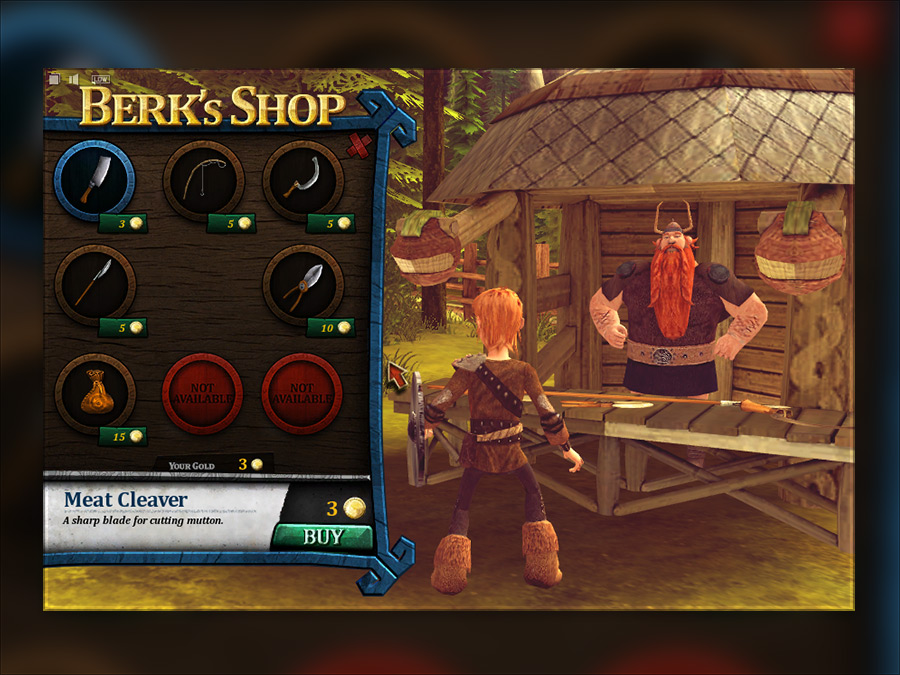 LOW
BERK'S SHOP
3
5
5
5
10
NOT
AVAILABLE
NOT
AVAILABLE
15
YOUR GOLD 3
Meat Cleaver
A sharp blade for cutting mutton.
3
BUY